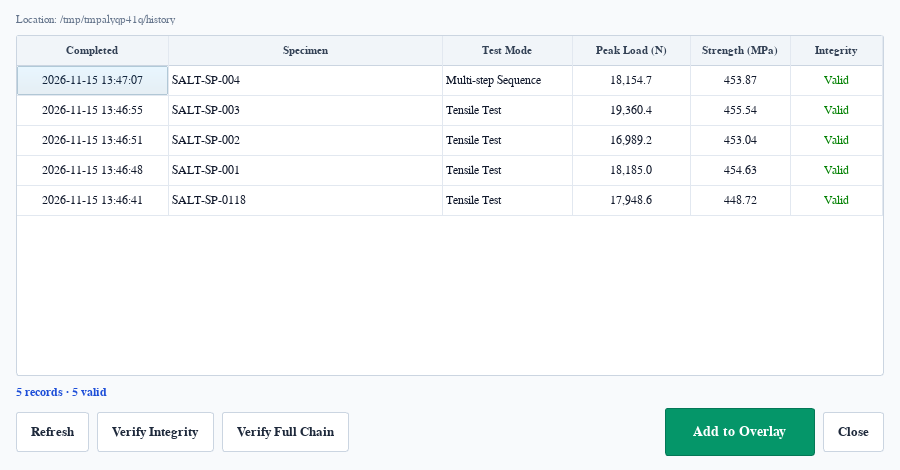 Location: /tmp/tmpalyqp41q/history
Completed Specimen Test Mode Peak Load (N) Strength (MPa) Integrity
2026-11-15 13:47:07 SALT-SP-004 Multi-step Sequence 18,154.7 453.87 Valid
2026-11-15 13:46:55 SALT-SP-003 Tensile Test 19,360.4 455.54 Valid
2026-11-15 13:46:51 SALT-SP-002 Tensile Test 16,989.2 453.04 Valid
2026-11-15 13:46:48 SALT-SP-001 Tensile Test 18,185.0 454.63 Valid
2026-11-15 13:46:41 SALT-SP-0118 Tensile Test 17,948.6 448.72 Valid
5 records · 5 valid
Refresh Verify Integrity Verify Full Chain Add to Overlay Close